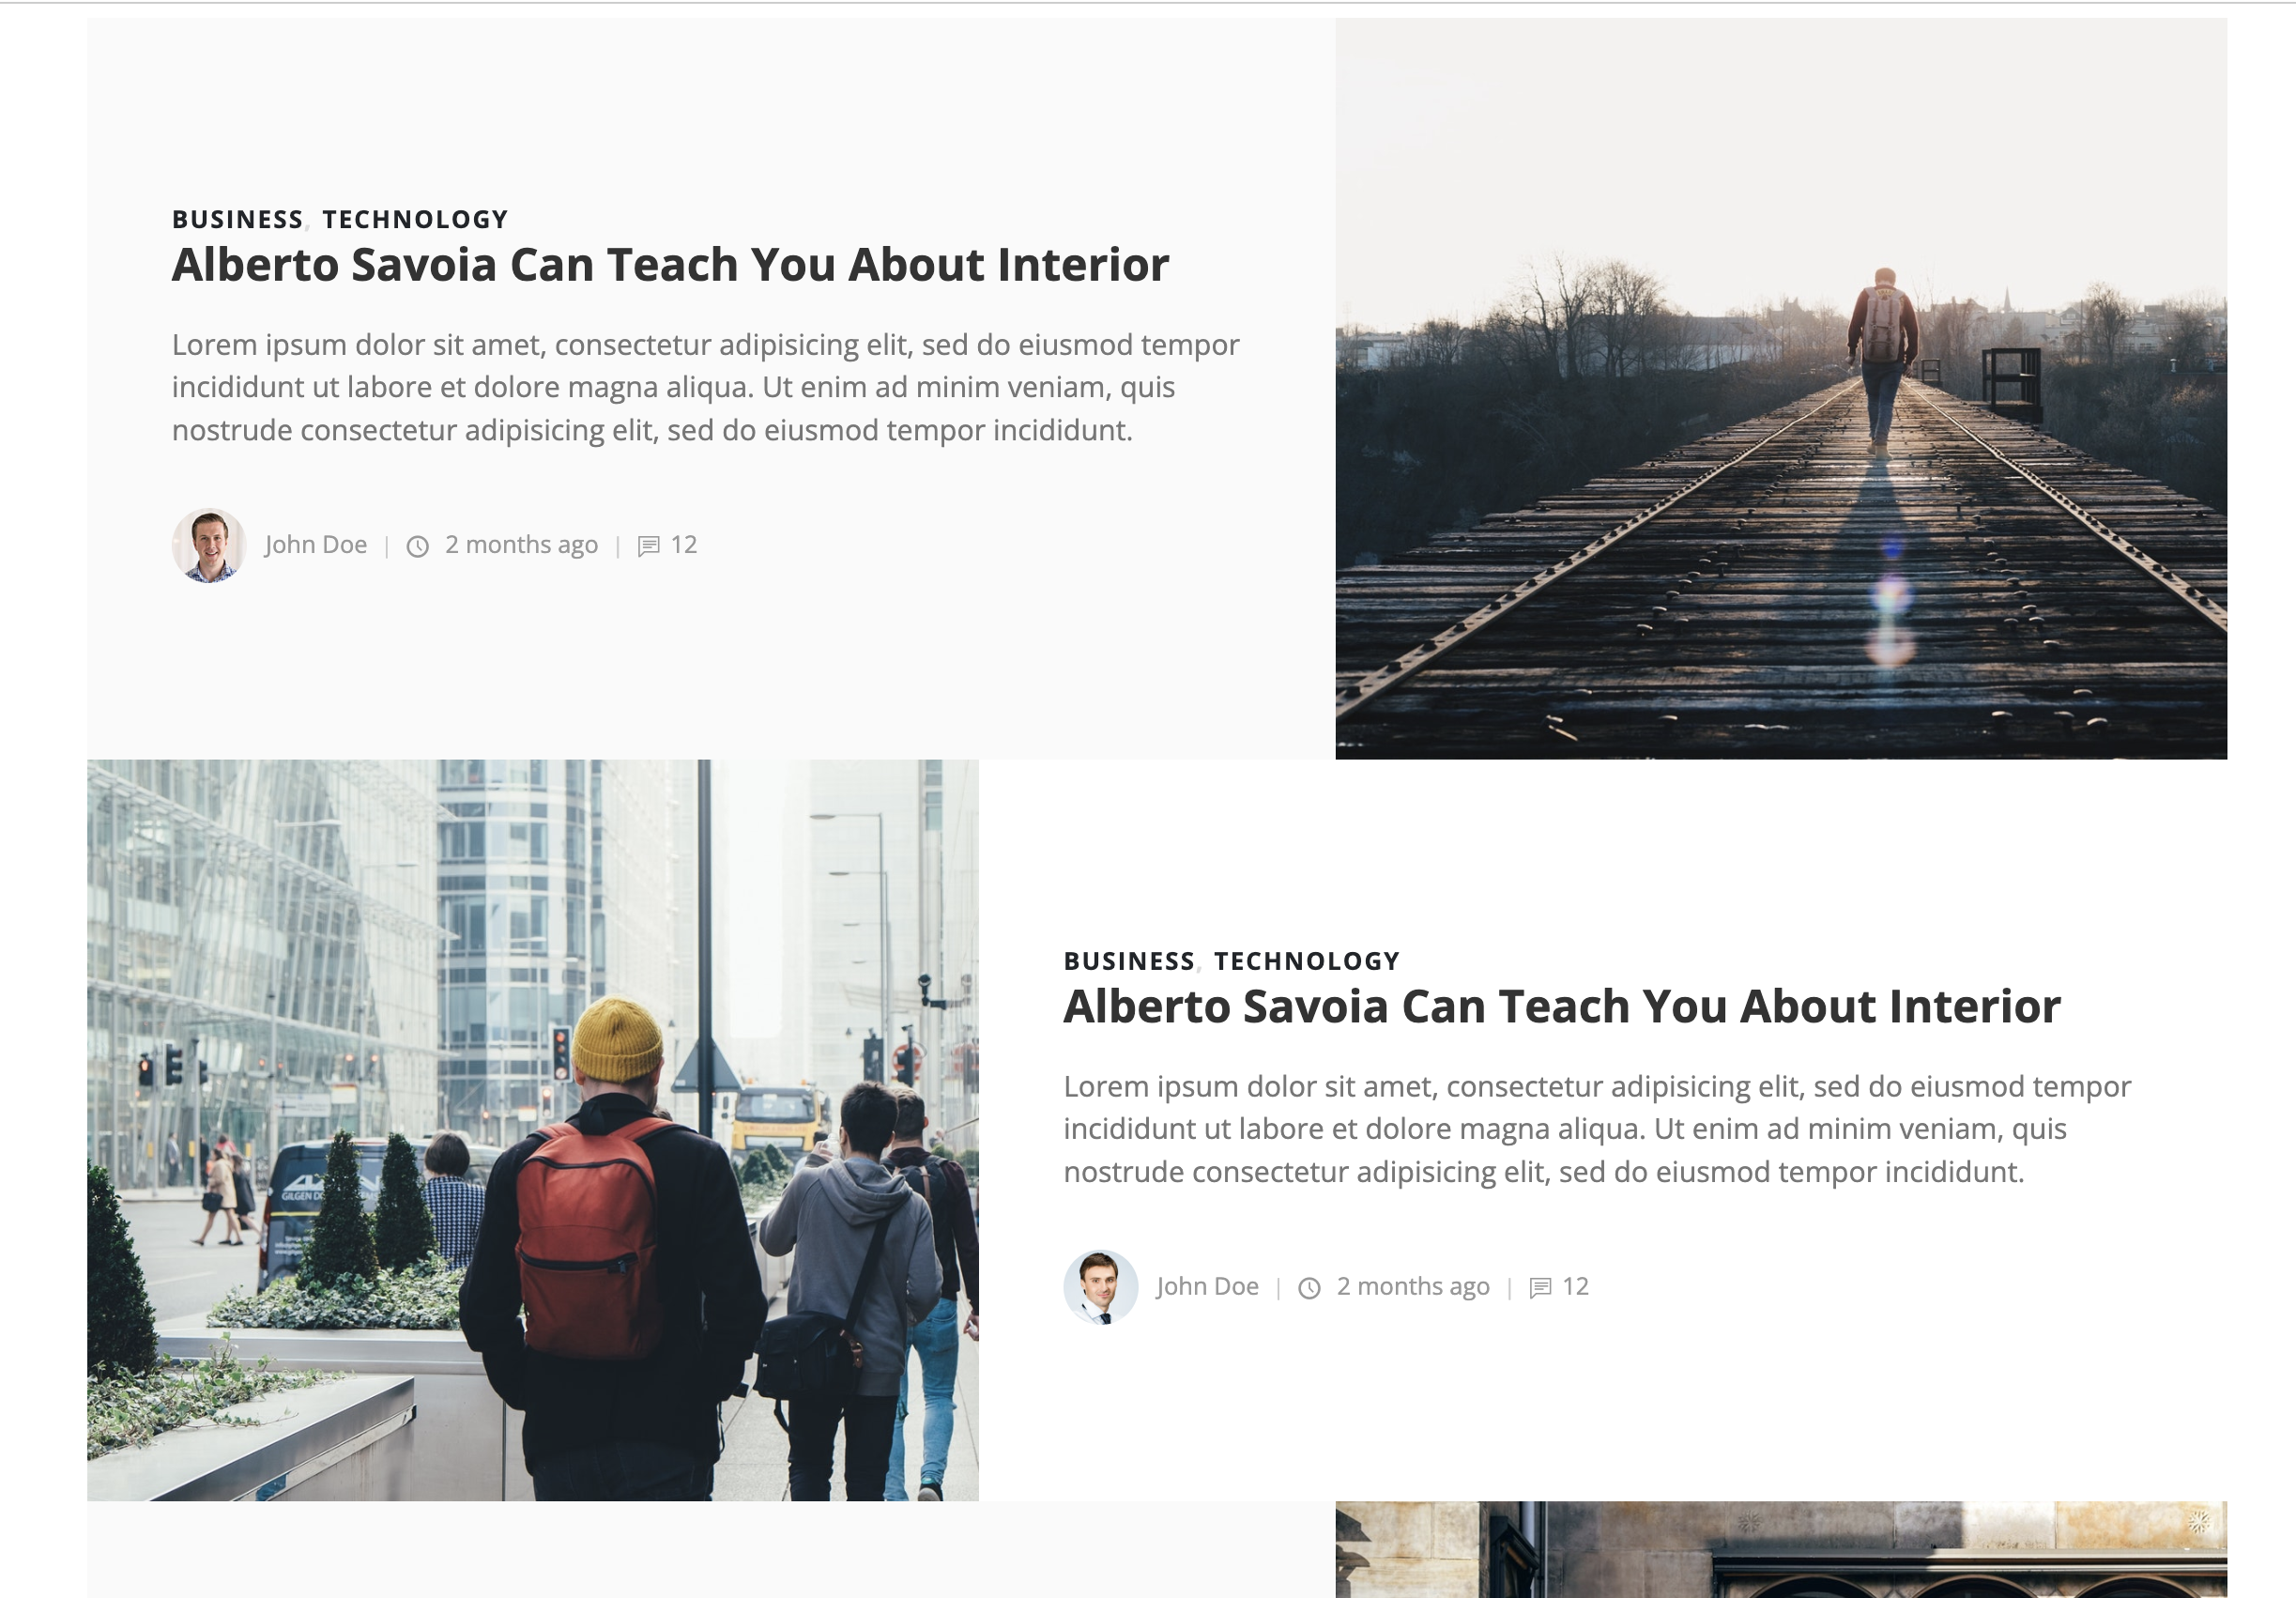 BUSINESS, TECHNOLOGY
Alberto Savoia Can Teach You About Interior
Lorem ipsum dolor sit amet, consectetur adipisicing elit, sed do eiusmod tempor
incididunt ut labore et dolore magna aliqua. Ut enim ad minim veniam, quis
nostrude consectetur adipisicing elit, sed do eiusmod tempor incididunt.
John Doe | 2 months ago | 12
BUSINESS, TECHNOLOGY
Alberto Savoia Can Teach You About Interior
Lorem ipsum dolor sit amet, consectetur adipisicing elit, sed do eiusmod tempor
incididunt ut labore et dolore magna aliqua. Ut enim ad minim veniam, quis
nostrude consectetur adipisicing elit, sed do eiusmod tempor incididunt.
John Doe | 2 months ago | 12
GILGEN